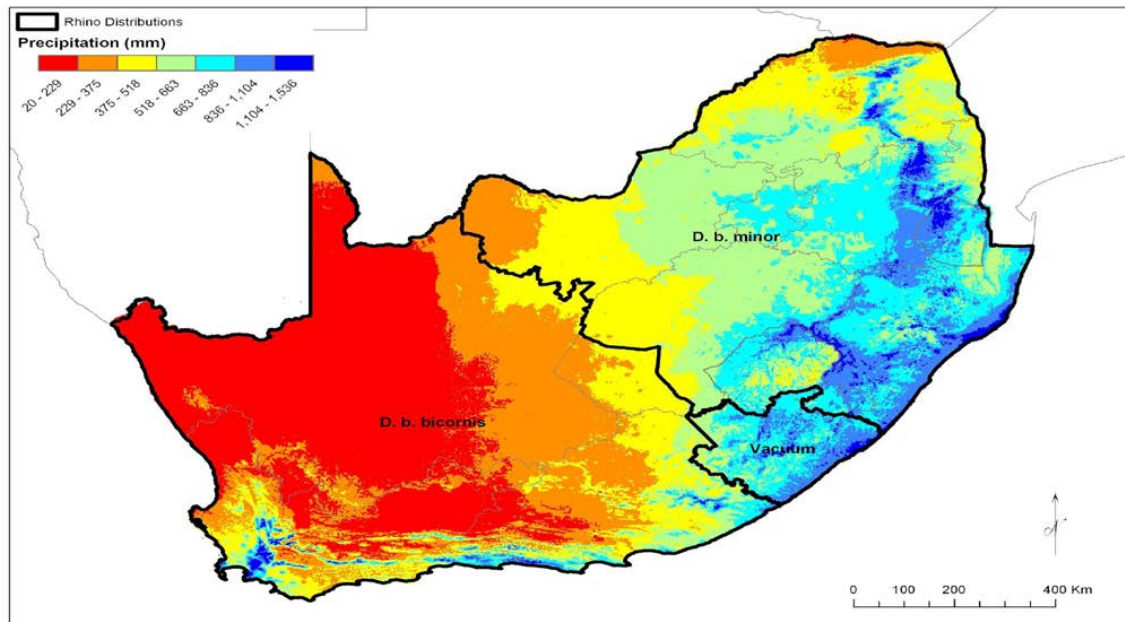 Rhino Distributions
Precipitation (mm)
20 - 229
229 - 375
375 - 518
518 - 663
663 - 836
836 - 1,104
1,104 - 1,536
D. b. minor
D. b. bicornis
Vacuum
0 100 200 400 Km